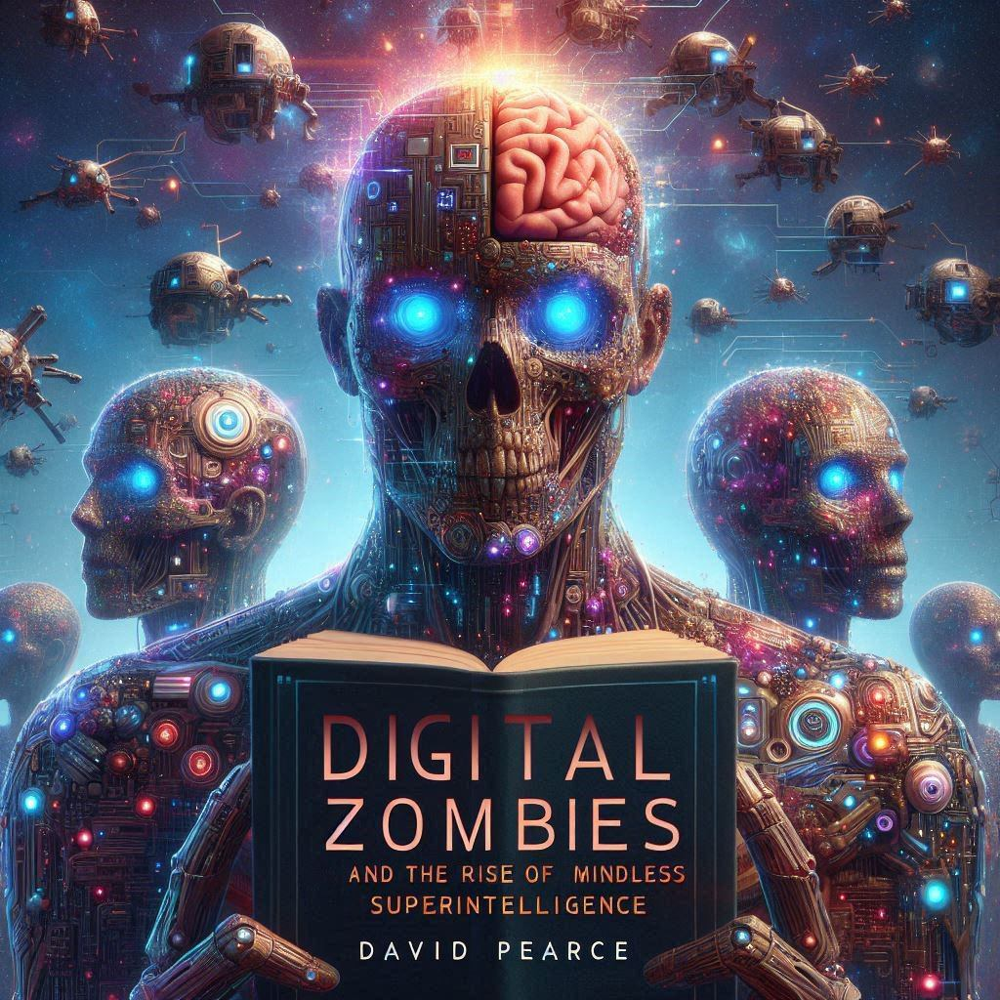 DIGITAL
ZOMBIES
AND THE RISE OF MINDLESS
SUPERINTELLIGENCE
DAVID PEARCE